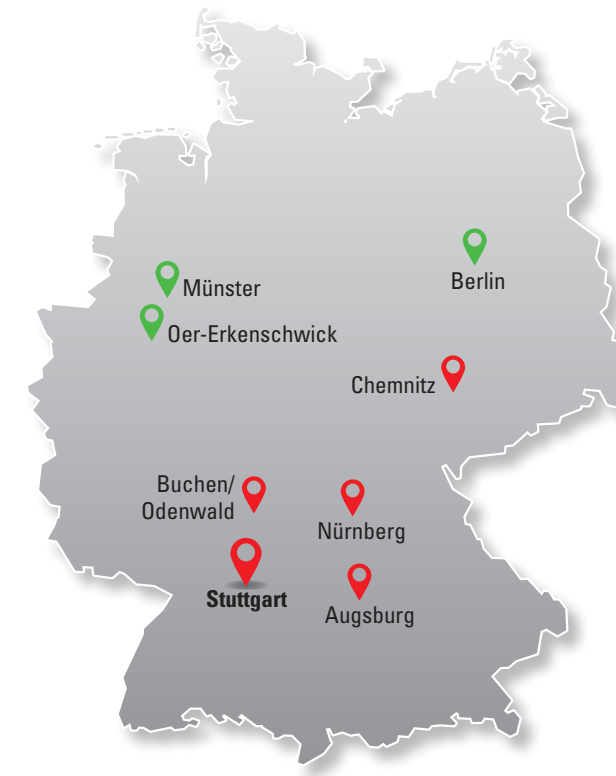 Münster
Berlin
Oer-Erkenschwick
Chemnitz
Buchen/
Odenwald
Nürnberg
Stuttgart
Augsburg